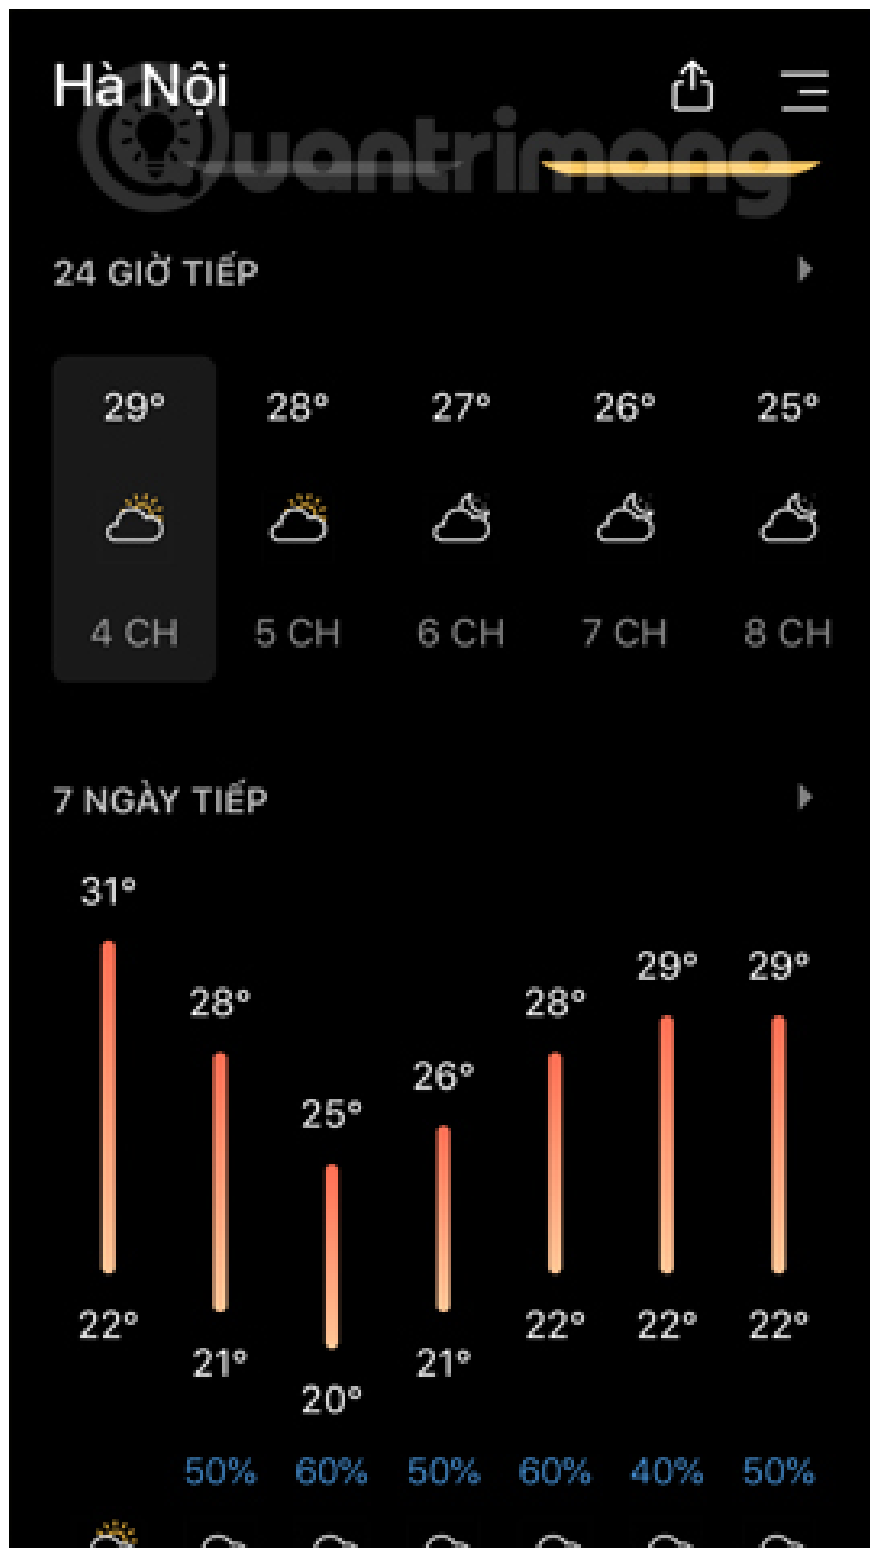 Hà Nội
uantrimang
24 GIỜ TIẾP
29° 28° 27° 26° 25°
4 CH 5 CH 6 CH 7 CH 8 CH
7 NGÀY TIẾP
31° 28° 25° 26° 28° 29° 29°
22° 21° 20° 21° 22° 22° 22°
50% 60% 50% 60% 40% 50%